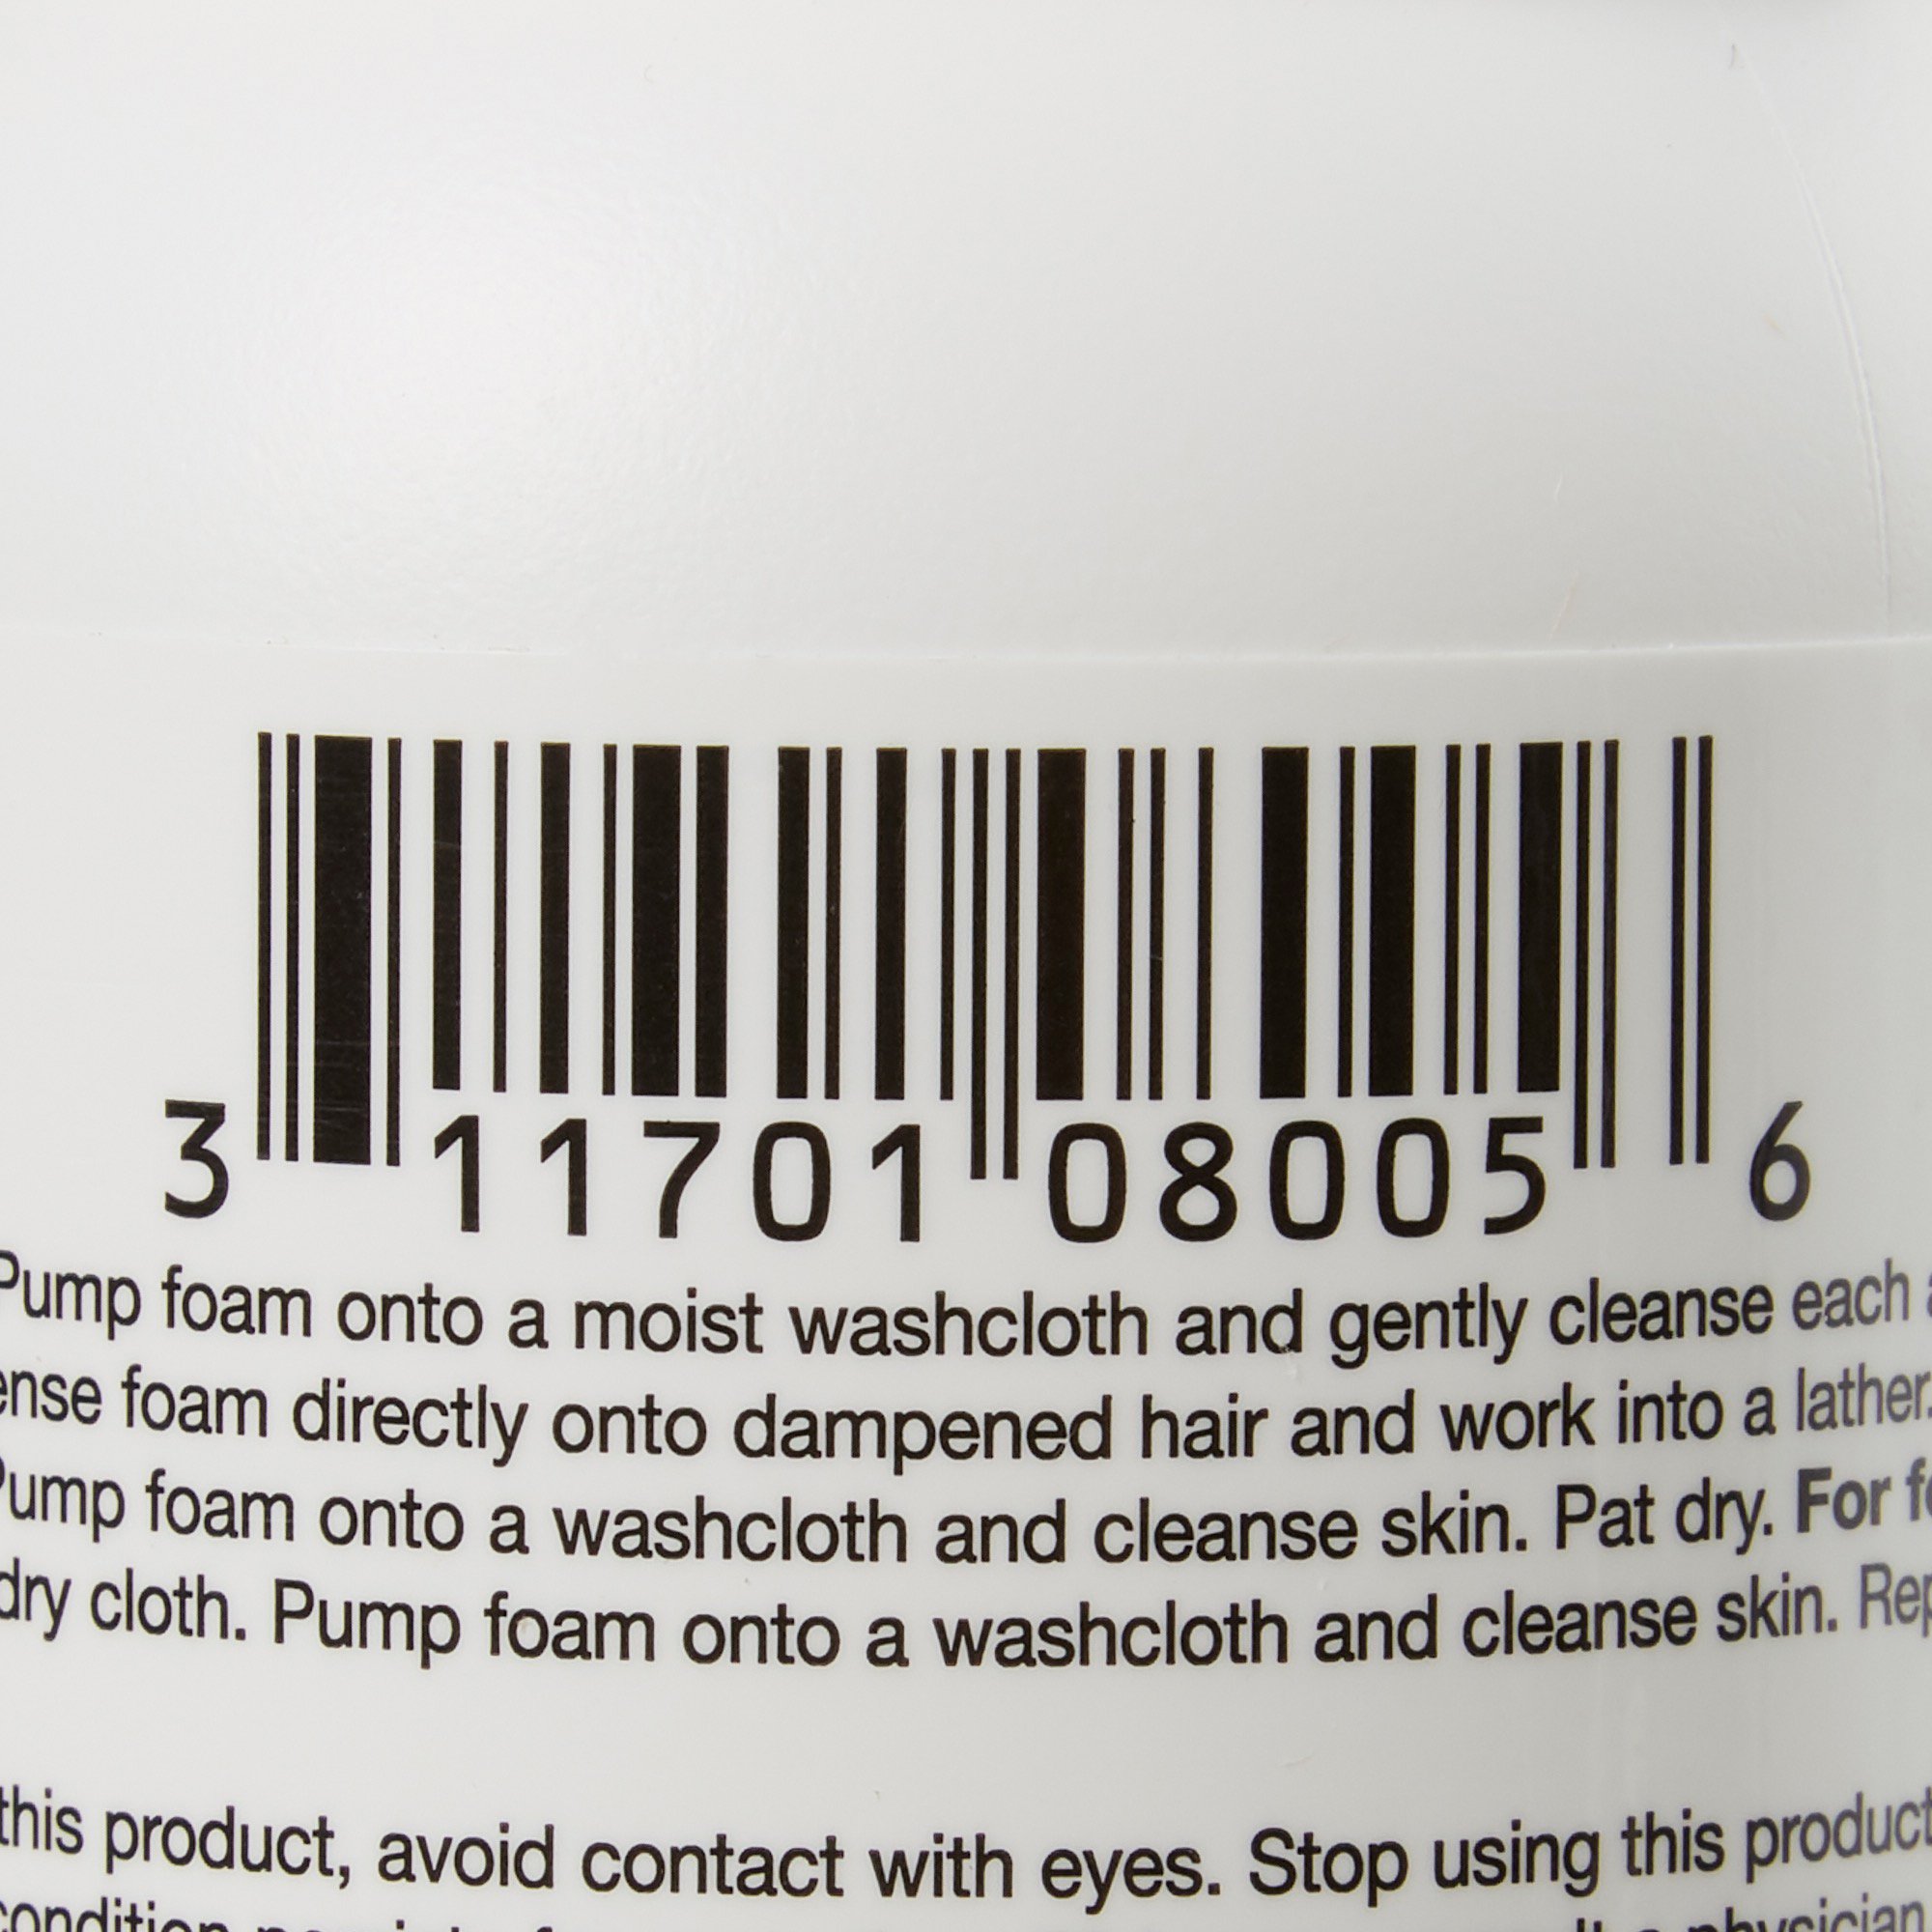 3 11701 08005 6
Pump foam onto a moist washcloth and gently cleanse each
foam directly onto dampened hair and work into a lather.
Pump foam onto a washcloth and cleanse skin. Pat dry. For
dry cloth. Pump foam onto a washcloth and cleanse skin.
this product, avoid contact with eyes. Stop using this product
condition
physician